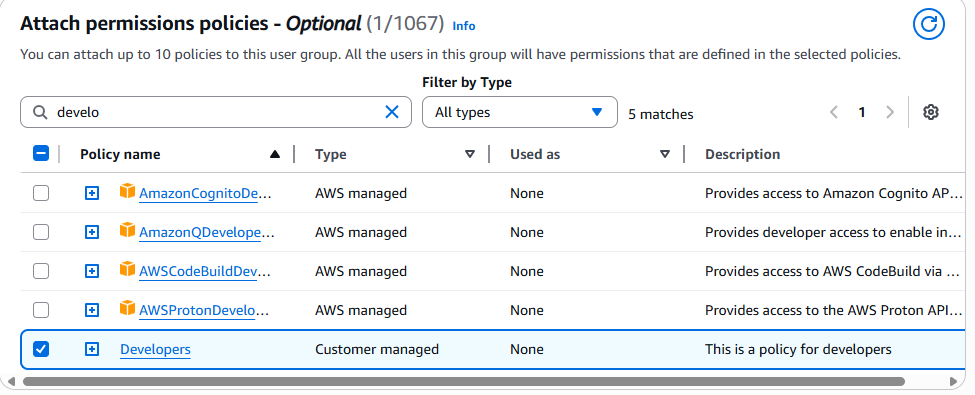 Attach permissions policies - Optional (1/1067) Info
You can attach up to 10 policies to this user group. All the users in this group will have permissions that are defined in the selected policies.
Filter by Type
develo All types 5 matches 1
Policy name Type Used as Description
AmazonCognitoDe... AWS managed None Provides access to Amazon Cognito AP...
AmazonQDevelope... AWS managed None Provides developer access to enable in...
AWSCodeBuildDev... AWS managed None Provides access to AWS CodeBuild via ...
AWSProtonDevelo... AWS managed None Provides access to the AWS Proton API...
Developers Customer managed None This is a policy for developers